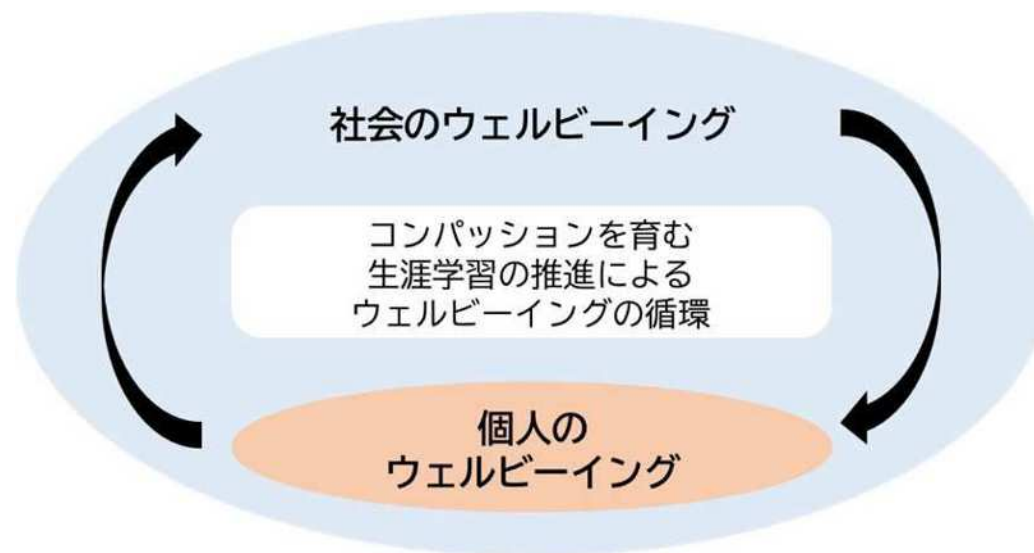 社会のウェルビーイング
コンパッションを育む
生涯学習の推進による
ウェルビーイングの循環
個人の
ウェルビーイング